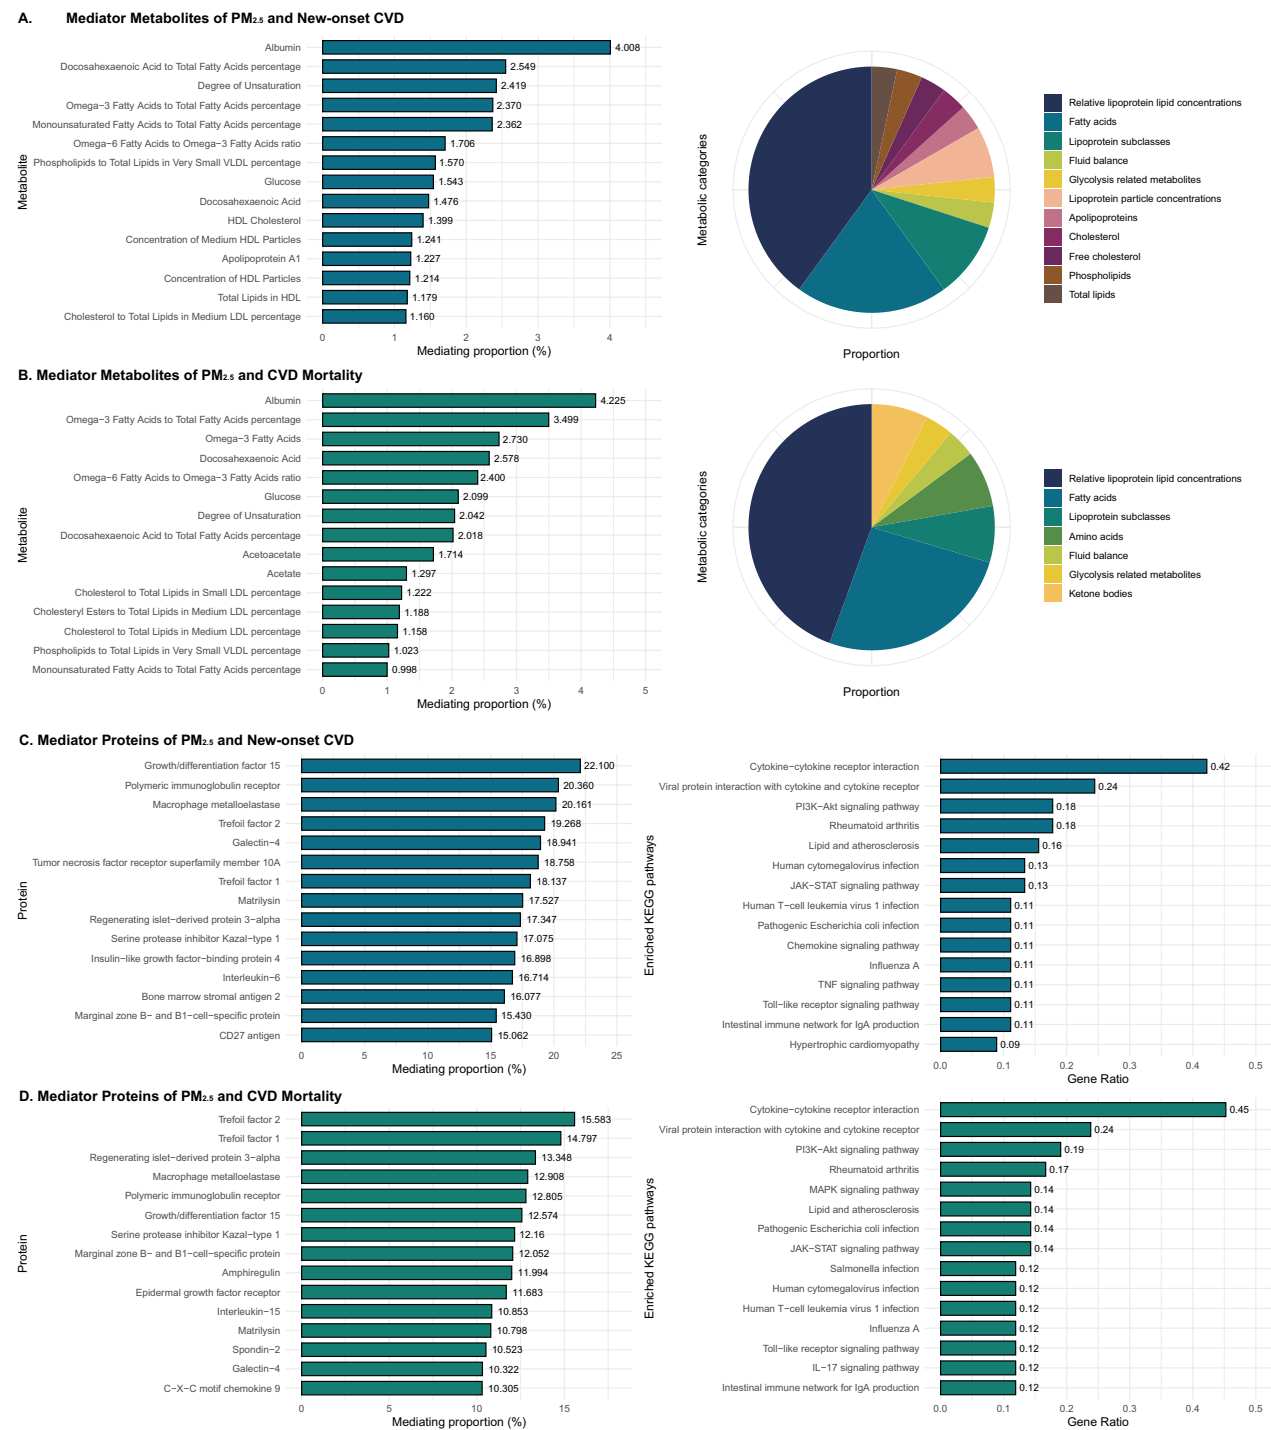 A. Mediator Metabolites of PM2.5 and New-onset CVD
Metabolite
Albumin 4.008
Docosahexaenoic Acid to Total Fatty Acids percentage 2.549
Degree of Unsaturation 2.419
Omega−3 Fatty Acids to Total Fatty Acids percentage 2.370
Monounsaturated Fatty Acids to Total Fatty Acids percentage 2.362
Omega−6 Fatty Acids to Omega−3 Fatty Acids ratio 1.706
Phospholipids to Total Lipids in Very Small VLDL percentage 1.570
Glucose 1.543
Docosahexaenoic Acid 1.476
HDL Cholesterol 1.399
Concentration of Medium HDL Particles 1.241
Apolipoprotein A1 1.227
Concentration of HDL Particles 1.214
Total Lipids in HDL 1.179
Cholesterol to Total Lipids in Medium LDL percentage 1.160
0 1 2 3 4
Mediating proportion (%)
Metabolic categories
Proportion
Relative lipoprotein lipid concentrations
Fatty acids
Lipoprotein subclasses
Fluid balance
Glycolysis related metabolites
Lipoprotein particle concentrations
Apolipoproteins
Cholesterol
Free cholesterol
Phospholipids
Total lipids
B. Mediator Metabolites of PM2.5 and CVD Mortality
Metabolite
Albumin 4.225
Omega−3 Fatty Acids to Total Fatty Acids percentage 3.499
Omega−3 Fatty Acids 2.730
Docosahexaenoic Acid 2.578
Omega−6 Fatty Acids to Omega−3 Fatty Acids ratio 2.400
Glucose 2.099
Degree of Unsaturation 2.042
Docosahexaenoic Acid to Total Fatty Acids percentage 2.018
Acetoacetate 1.714
Acetate 1.297
Cholesterol to Total Lipids in Small LDL percentage 1.222
Cholesteryl Esters to Total Lipids in Medium LDL percentage 1.188
Cholesterol to Total Lipids in Medium LDL percentage 1.158
Phospholipids to Total Lipids in Very Small VLDL percentage 1.023
Monounsaturated Fatty Acids to Total Fatty Acids percentage 0.998
0 1 2 3 4 5
Mediating proportion (%)
Metabolic categories
Proportion
Relative lipoprotein lipid concentrations
Fatty acids
Lipoprotein subclasses
Amino acids
Fluid balance
Glycolysis related metabolites
Ketone bodies
C. Mediator Proteins of PM2.5 and New-onset CVD
Protein
Growth/differentiation factor 15 22.100
Polymeric immunoglobulin receptor 20.360
Macrophage metalloelastase 20.161
Trefoil factor 2 19.268
Galectin−4 18.941
Tumor necrosis factor receptor superfamily member 10A 18.758
Trefoil factor 1 18.137
Matrilysin 17.527
Regenerating islet−derived protein 3−alpha 17.347
Serine protease inhibitor Kazal−type 1 17.075
Insulin−like growth factor−binding protein 4 16.898
Interleukin−6 16.714
Bone marrow stromal antigen 2 16.077
Marginal zone B− and B1−cell−specific protein 15.430
CD27 antigen 15.062
0 5 10 15 20 25
Mediating proportion (%)
Enriched KEGG pathways
Cytokine−cytokine receptor interaction 0.42
Viral protein interaction with cytokine and cytokine receptor 0.24
PI3K−Akt signaling pathway 0.18
Rheumatoid arthritis 0.18
Lipid and atherosclerosis 0.16
Human cytomegalovirus infection 0.13
JAK−STAT signaling pathway 0.13
Human T−cell leukemia virus 1 infection 0.11
Pathogenic Escherichia coli infection 0.11
Chemokine signaling pathway 0.11
Influenza A 0.11
TNF signaling pathway 0.11
Toll−like receptor signaling pathway 0.11
Intestinal immune network for IgA production 0.11
Hypertrophic cardiomyopathy 0.09
0.0 0.1 0.2 0.3 0.4 0.5
Gene Ratio
D. Mediator Proteins of PM2.5 and CVD Mortality
Protein
Trefoil factor 2 15.583
Trefoil factor 1 14.797
Regenerating islet−derived protein 3−alpha 13.348
Macrophage metalloelastase 12.908
Polymeric immunoglobulin receptor 12.805
Growth/differentiation factor 15 12.574
Serine protease inhibitor Kazal−type 1 12.16
Marginal zone B− and B1−cell−specific protein 12.052
Amphiregulin 11.994
Epidermal growth factor receptor 11.683
Interleukin−15 10.853
Matrilysin 10.798
Spondin−2 10.523
Galectin−4 10.322
C−X−C motif chemokine 9 10.305
0 5 10 15
Mediating proportion (%)
Enriched KEGG pathways
Cytokine−cytokine receptor interaction 0.45
Viral protein interaction with cytokine and cytokine receptor 0.24
PI3K−Akt signaling pathway 0.19
Rheumatoid arthritis 0.17
MAPK signaling pathway 0.14
Lipid and atherosclerosis 0.14
Pathogenic Escherichia coli infection 0.14
JAK−STAT signaling pathway 0.14
Salmonella infection 0.12
Human cytomegalovirus infection 0.12
Human T−cell leukemia virus 1 infection 0.12
Influenza A 0.12
Toll−like receptor signaling pathway 0.12
IL−17 signaling pathway 0.12
Intestinal immune network for IgA production 0.12
0.0 0.1 0.2 0.3 0.4 0.5
Gene Ratio